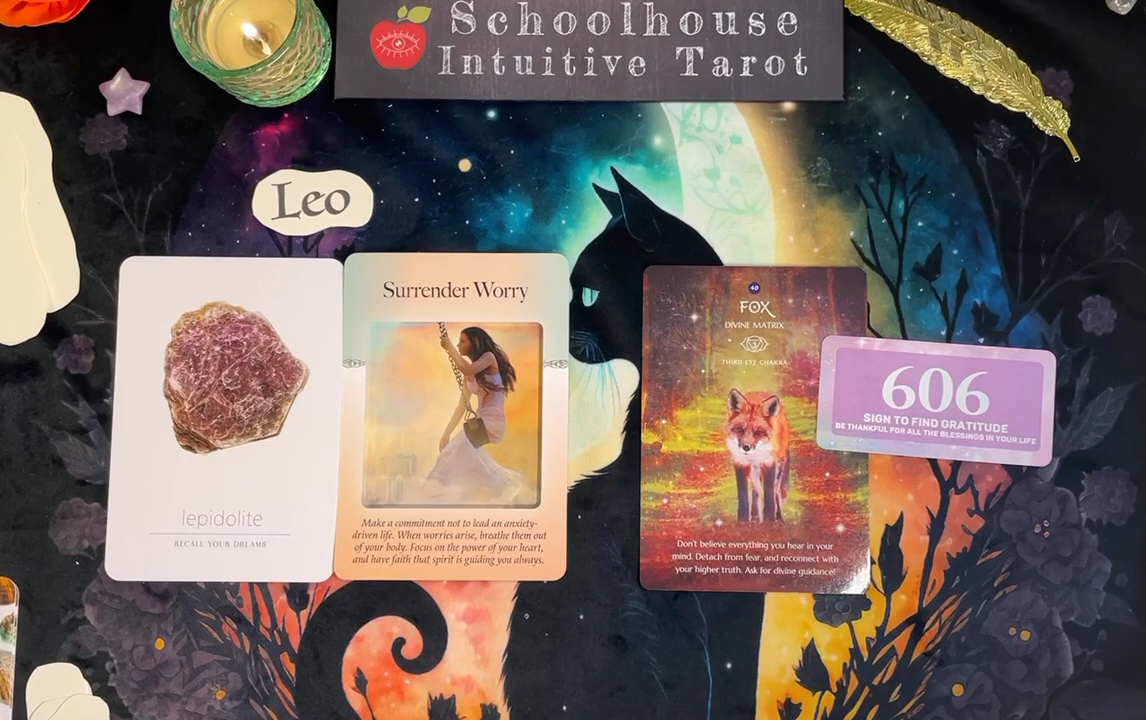 Schoolhouse
Intuitive Tarot
Leo
lepidolite
RECALL YOUR DREAMS
Surrender Worry
Make a commitment not to lead an anxiety-
driven life. When worries arise, breathe them out
of your body. Focus on the power of your heart,
and have faith that spirit is guiding you always.
40
FOX
DIVINE MATRIX
THIRD EYE CHAKRA
Don't believe everything you hear in your
mind. Detach from fear, and reconnect with
your higher truth. Ask for divine guidance!
606
SIGN TO FIND GRATITUDE
BE THANKFUL FOR ALL THE BLESSINGS IN YOUR LIFE